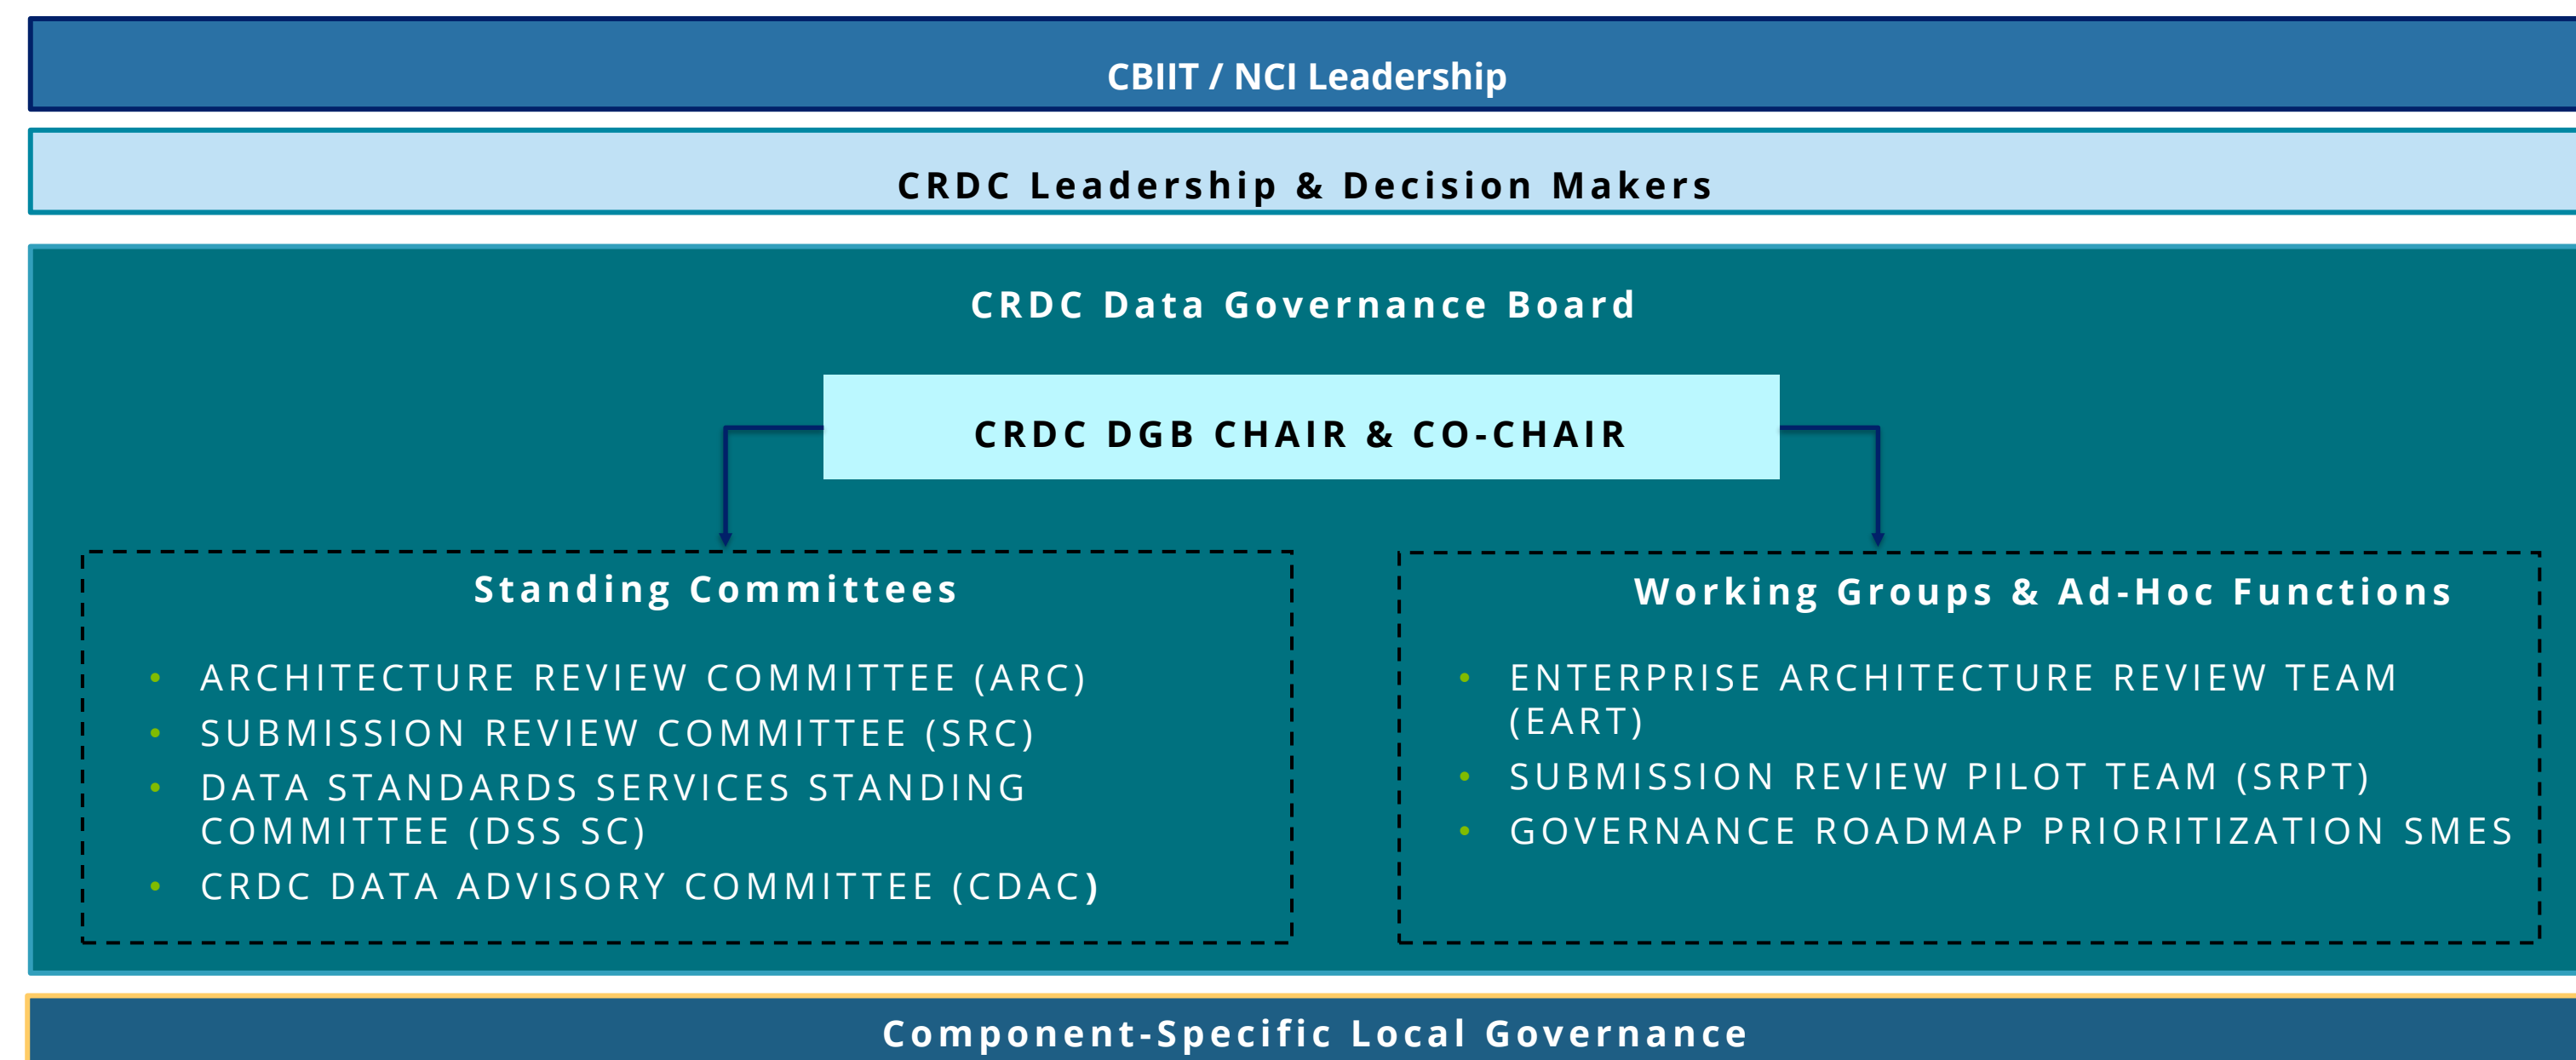 CBIIT / NCI Leadership
CRDC Leadership & Decision Makers
CRDC Data Governance Board
CRDC DGB CHAIR & CO-CHAIR
Standing Committees
• ARCHITECTURE REVIEW COMMITTEE (ARC)
• SUBMISSION REVIEW COMMITTEE (SRC)
• DATA STANDARDS SERVICES STANDING
COMMITTEE (DSS SC)
• CRDC DATA ADVISORY COMMITTEE (CDAC)
Working Groups & Ad-Hoc Functions
• ENTERPRISE ARCHITECTURE REVIEW TEAM
(EART)
• SUBMISSION REVIEW PILOT TEAM (SRPT)
• GOVERNANCE ROADMAP PRIORITIZATION SMES
Component-Specific Local Governance